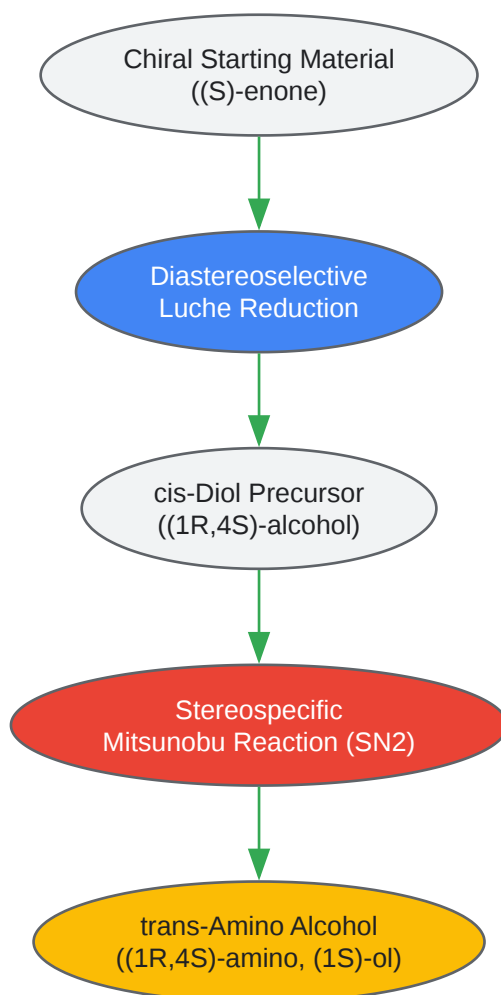 Chiral Starting Material
((S)-enone)
Diastereoselective
Luche Reduction
cis-Diol Precursor
((1R,4S)-alcohol)
Stereospecific
Mitsunobu Reaction (SN2)
trans-Amino Alcohol
((1R,4S)-amino, (1S)-ol)